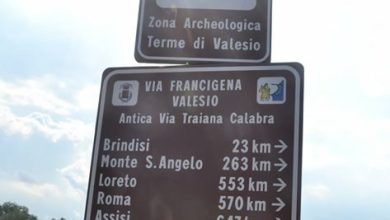 Zona Archeologica
Terme di Valesio
VIA FRANCIGENA
VALESIO
Antica Via Traiana Calabra
Brindisi 23 km →
Monte S.Angelo 263 km →
Loreto 553 km →
Roma 570 km →
Assisi